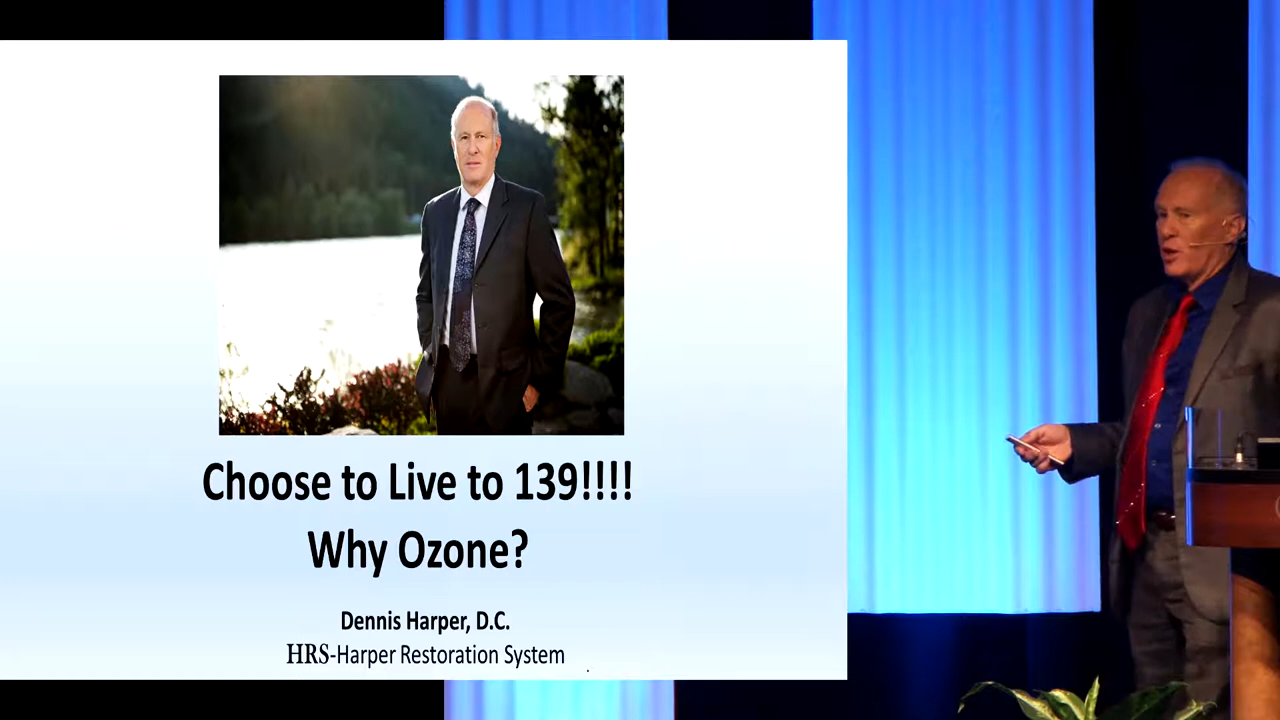 Choose to Live to 139!!!!
Why Ozone?
Dennis Harper, D.C.
HRS-Harper Restoration System